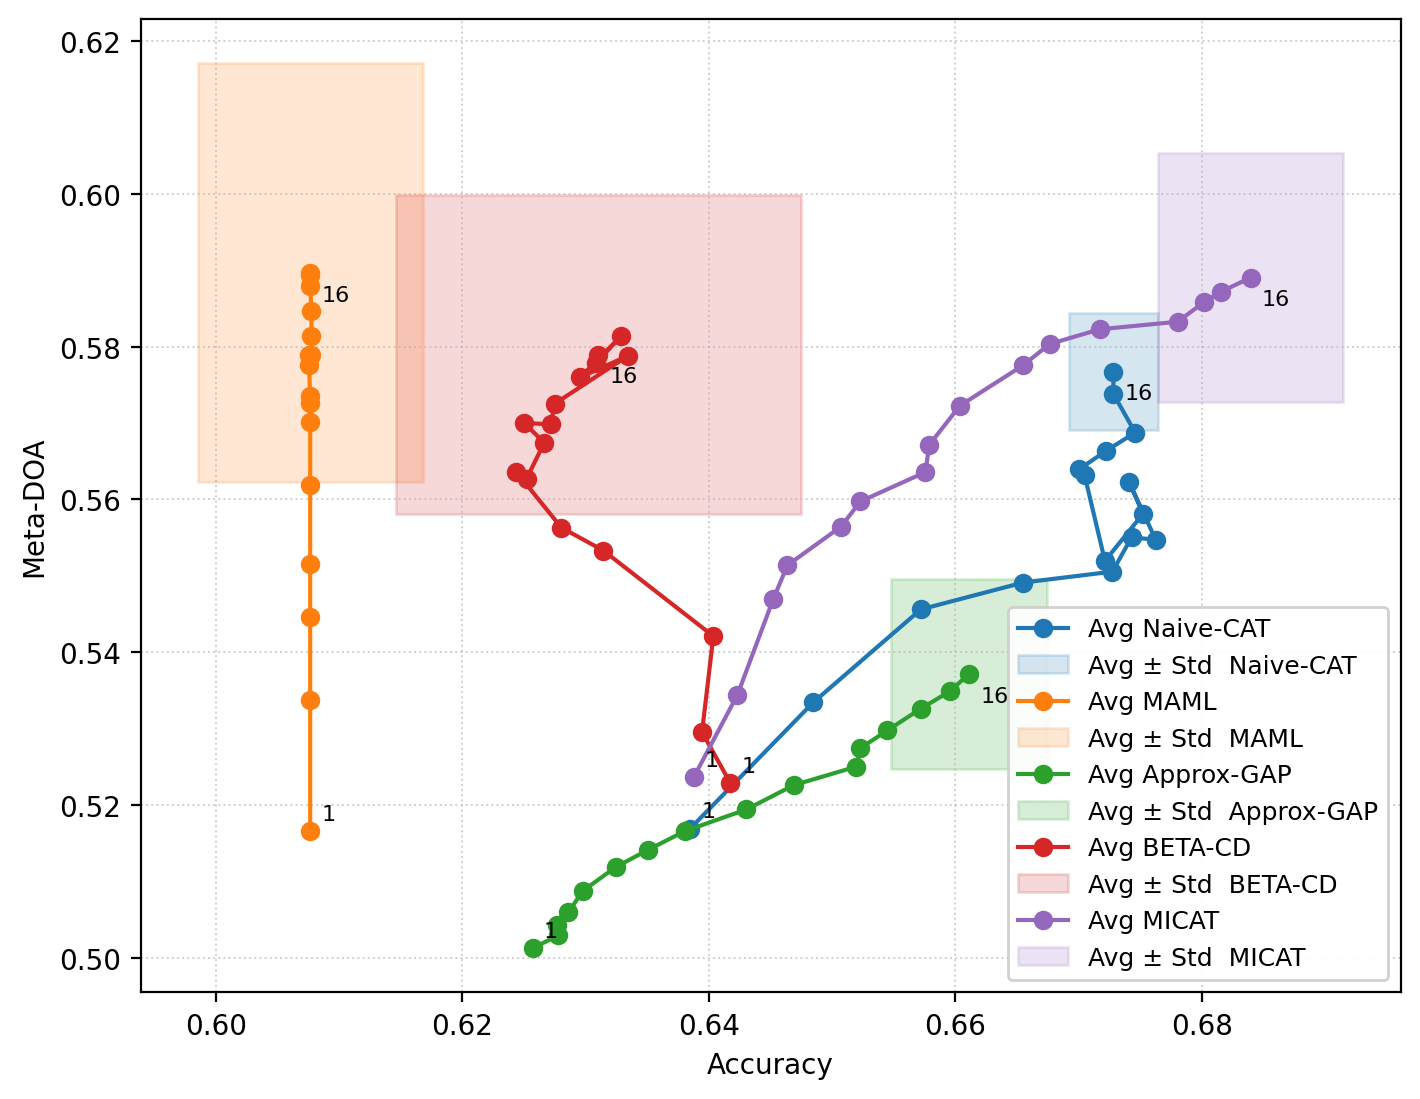 0.62
0.60
0.58
0.56
0.54
0.52
0.50
Meta-DOA
16
16
16
16
16
1
1
1
1
1
Avg Naive-CAT
Avg ± Std Naive-CAT
Avg MAML
Avg ± Std MAML
Avg Approx-GAP
Avg ± Std Approx-GAP
Avg BETA-CD
Avg ± Std BETA-CD
Avg MICAT
Avg ± Std MICAT
0.60 0.62 0.64 0.66 0.68
Accuracy